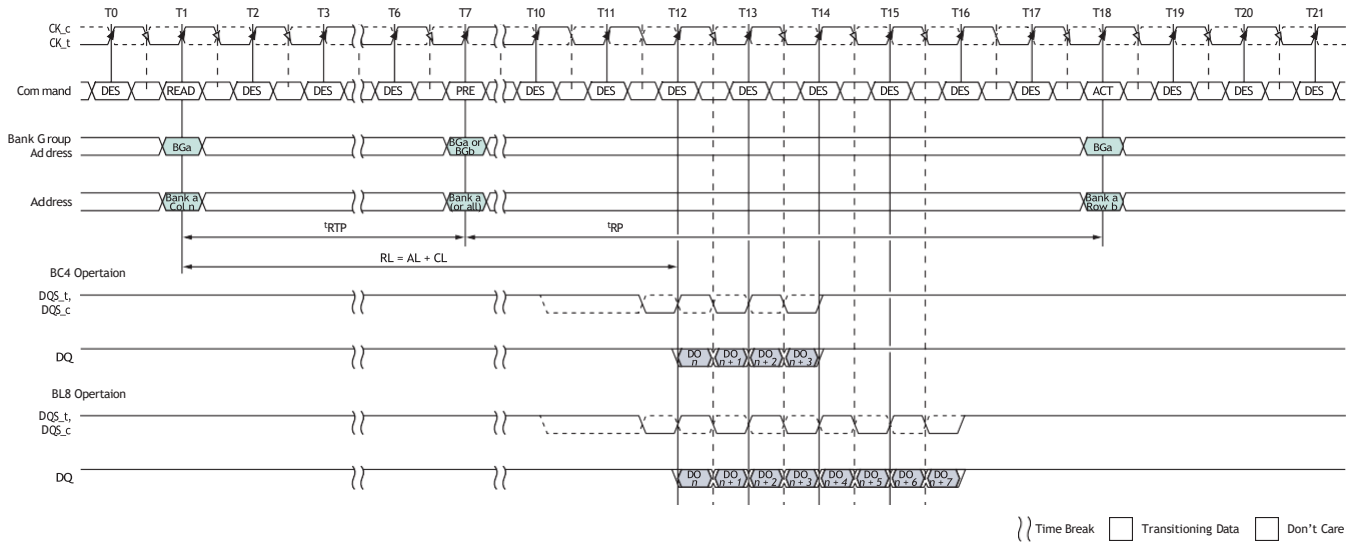 T0 T1 T2 T3 T6 T7 T10 T11 T12 T13 T14 T15 T16 T17 T18 T19 T20 T21
CK_c
CK_t
Command DES READ DES DES DES PRE DES DES DES DES DES DES DES DES ACT DES DES DES
Bank Group
Address
BGa
BGa or
BGb
BGa
Address
Bank a
Col n
Bank a
(or all)
Bank a
Row b
tRTP tRP
RL = AL + CL
BC4 Opertaion
DQS_t,
DQS_c
DQ
DO
n
DO
n + 1
DO
n + 2
DO
n + 3
BL8 Opertaion
DQS_t,
DQS_c
DQ
DO
n
DO
n + 1
DO
n + 2
DO
n + 3
DO
n + 4
DO
n + 5
DO
n + 6
DO
n + 7
Time Break Transitioning Data Don't Care